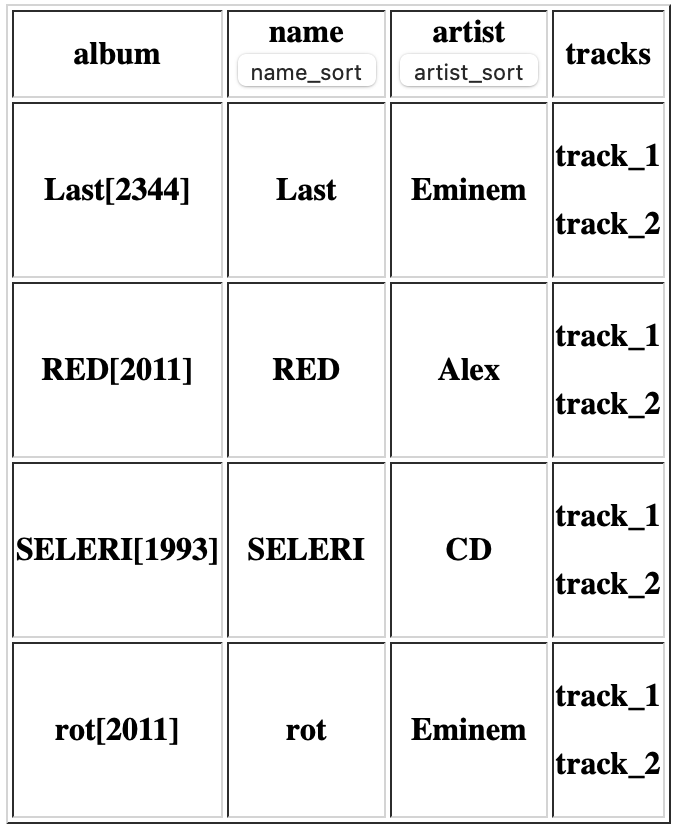 album name artist tracks
name_sort artist_sort
Last[2344] Last Eminem track_1
track_2
RED[2011] RED Alex track_1
track_2
SELERI[1993] SELERI CD track_1
track_2
rot[2011] rot Eminem track_1
track_2